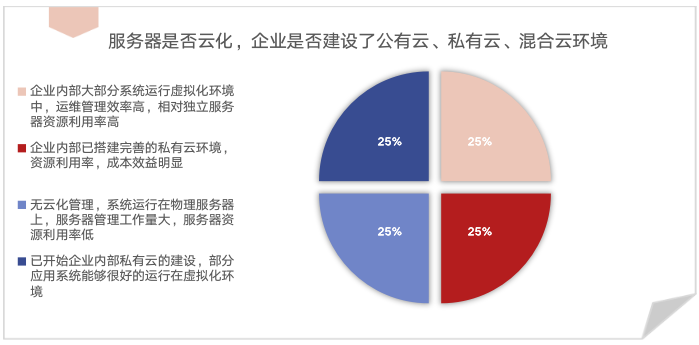 服务器是否云化，企业是否建设了公有云、私有云、混合云环境
企业内部大部分系统运行虚拟化环境
中，运维管理效率高，相对独立服务
器资源利用率高
企业内部已搭建完善的私有云环境，
资源利用率，成本效益明显
无云化管理，系统运行在物理服务器
上，服务器管理工作量大，服务器资
源利用率低
已开始企业内部私有云的建设，部分
应用系统能够很好的运行在虚拟化环
境
25%
25%
25%
25%